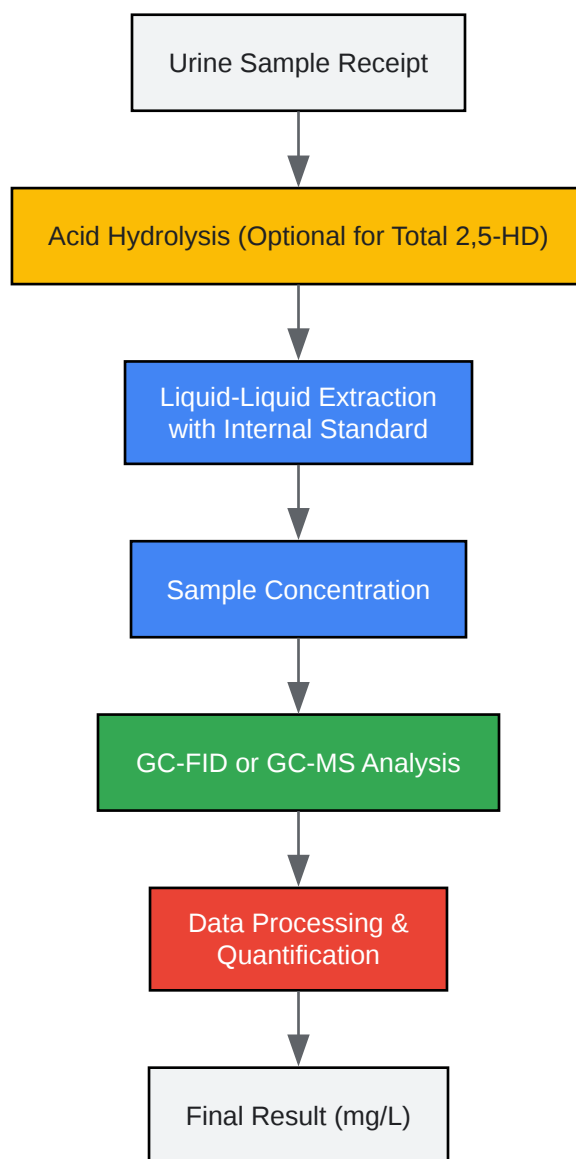 Urine Sample Receipt
Acid Hydrolysis (Optional for Total 2,5-HD)
Liquid-Liquid Extraction
with Internal Standard
Sample Concentration
GC-FID or GC-MS Analysis
Data Processing &
Quantification
Final Result (mg/L)